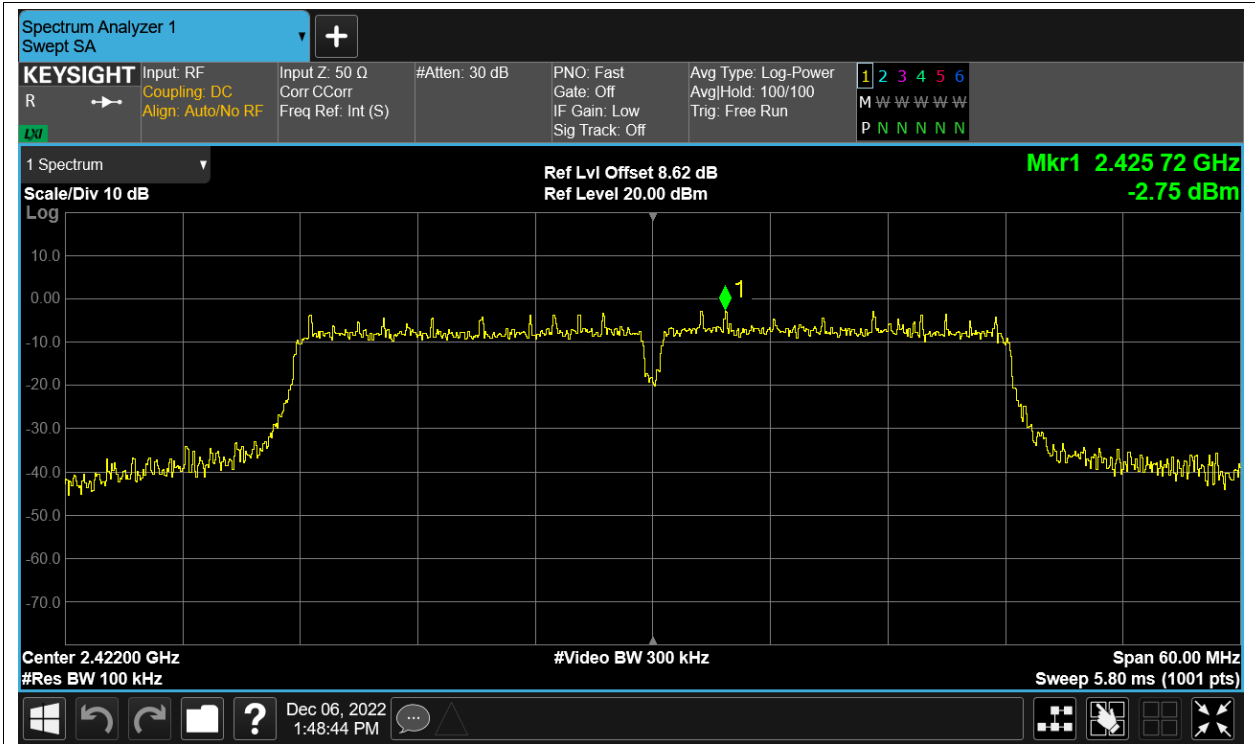 Spectrum Analyzer 1
Swept SA
KEYSIGHT
R
LXI
Input: RF
Coupling: DC
Align: Auto/No RF
Input Z: 50 Ω
Corr CCorr
Freq Ref: Int (S)
#Atten: 30 dB
PNO: Fast
Gate: Off
IF Gain: Low
Sig Track: Off
Avg Type: Log-Power
Avg|Hold: 100/100
Trig: Free Run
1 2 3 4 5 6
M W W W W W
P N N N N N
1 Spectrum
Scale/Div 10 dB
Log
Ref Lvl Offset 8.62 dB
Ref Level 20.00 dBm
Mkr1 2.425 72 GHz
-2.75 dBm
10.0
0.00
1
-10.0
-20.0
-30.0
-40.0
-50.0
-60.0
-70.0
Center 2.42200 GHz
#Video BW 300 kHz
Span 60.00 MHz
#Res BW 100 kHz
Sweep 5.80 ms (1001 pts)
?
Dec 06, 2022
1:48:44 PM